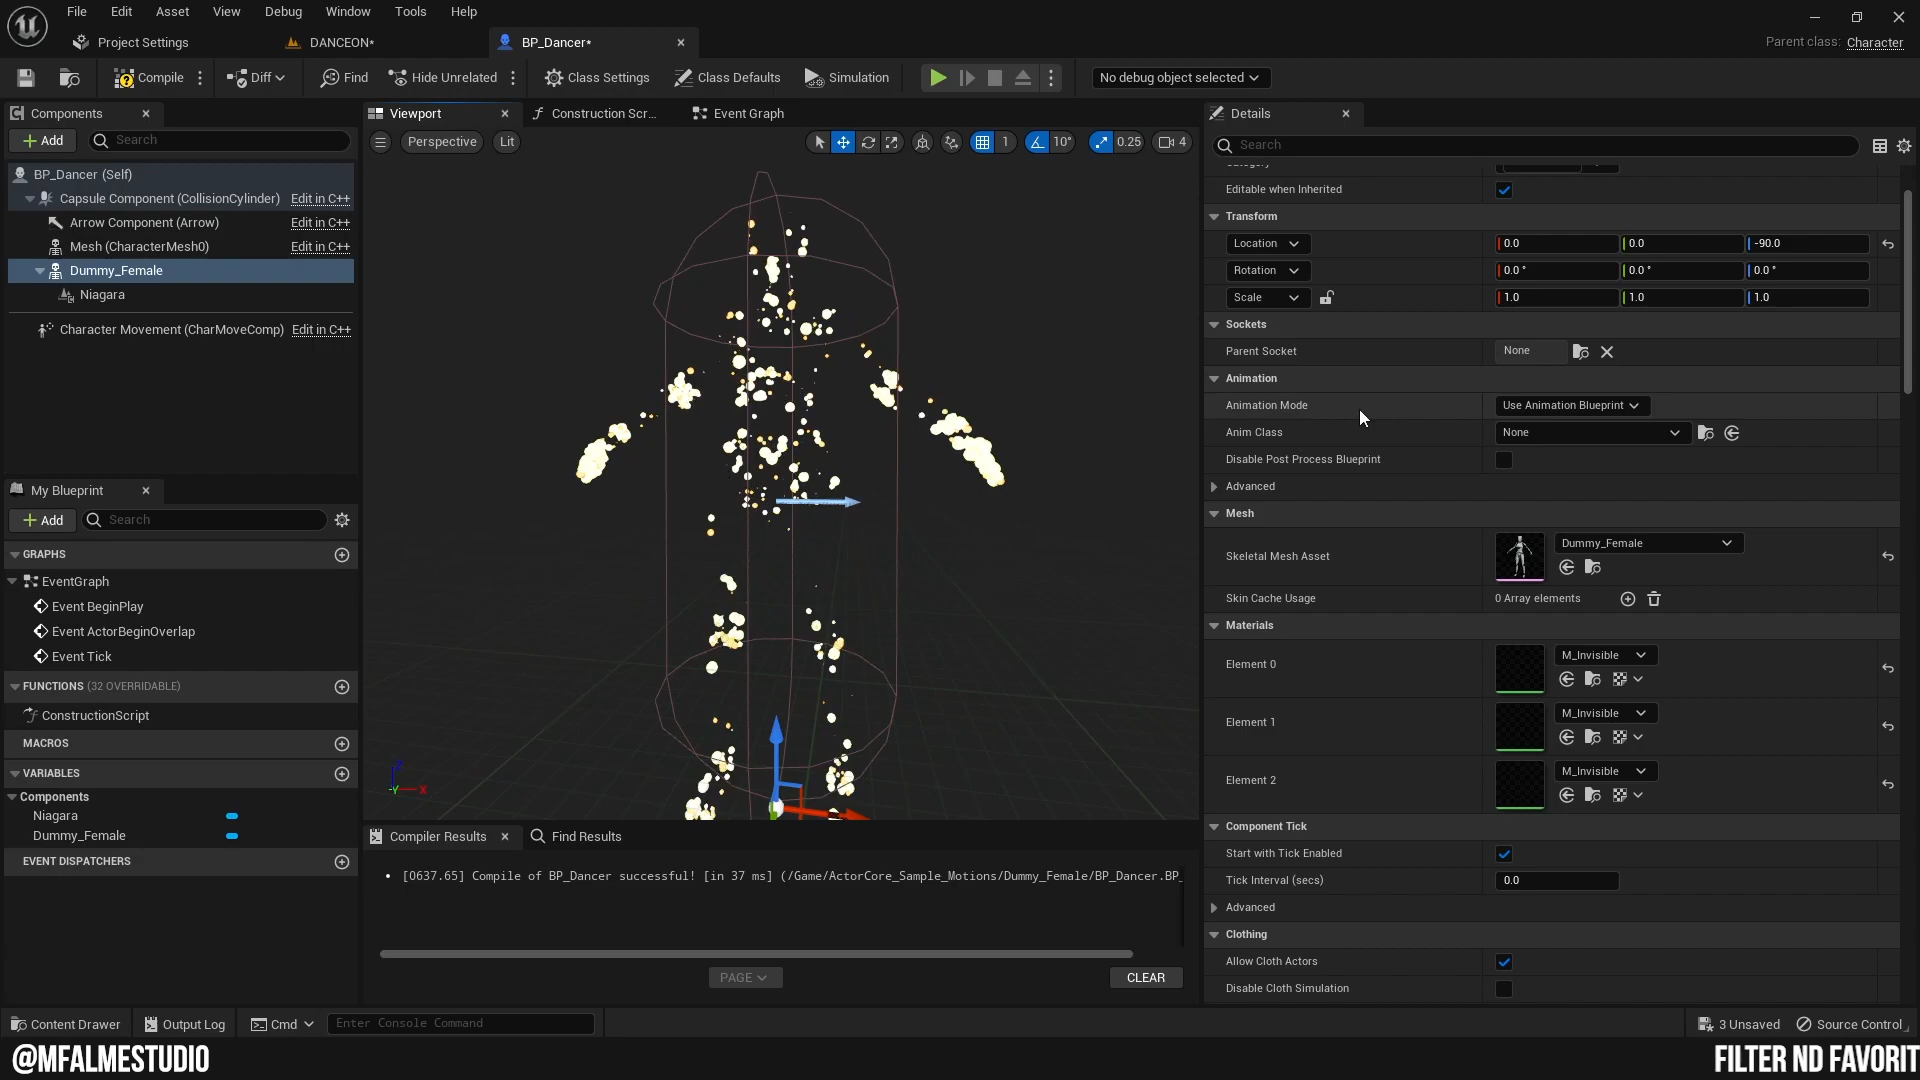 File Edit Asset View Debug Window Tools Help
Project Settings DANCEON* BP_Dancer*
Parent class: Character
Compile Diff Find Hide Unrelated Class Settings Class Defaults Simulation No debug object selected
Components
Add Search
BP_Dancer (Self)
Capsule Component (CollisionCylinder) Edit in C++
Arrow Component (Arrow) Edit in C++
Mesh (CharacterMesh0) Edit in C++
Dummy_Female
Niagara
Character Movement (CharMoveComp) Edit in C++
My Blueprint
Add Search
GRAPHS
EventGraph
Event BeginPlay
Event ActorBeginOverlap
Event Tick
FUNCTIONS (32 OVERRIDABLE)
ConstructionScript
MACROS
VARIABLES
Components
Niagara
Dummy_Female
EVENT DISPATCHERS
Viewport Construction Scr... Event Graph
Perspective Lit 1 10° 0.25 4
Z
Y X
Compiler Results Find Results
[0637.65] Compile of BP_Dancer successful! [in 37 ms] (/Game/ActorCore_Sample_Motions/Dummy_Female/BP_Dancer.BP_
PAGE CLEAR
Details
Search
Editable when Inherited
Transform
Location 0.0 0.0 -90.0
Rotation 0.0 ° 0.0 ° 0.0 °
Scale 1.0 1.0 1.0
Sockets
Parent Socket None
Animation
Animation Mode Use Animation Blueprint
Anim Class None
Disable Post Process Blueprint
Advanced
Mesh
Skeletal Mesh Asset Dummy_Female
Skin Cache Usage 0 Array elements
Materials
Element 0 M_Invisible
Element 1 M_Invisible
Element 2 M_Invisible
Component Tick
Start with Tick Enabled
Tick Interval (secs) 0.0
Advanced
Clothing
Allow Cloth Actors
Disable Cloth Simulation
Content Drawer Output Log Cmd Enter Console Command 3 Unsaved Source Control
@MFALMESTUDIO FILTER ND FAVORIT